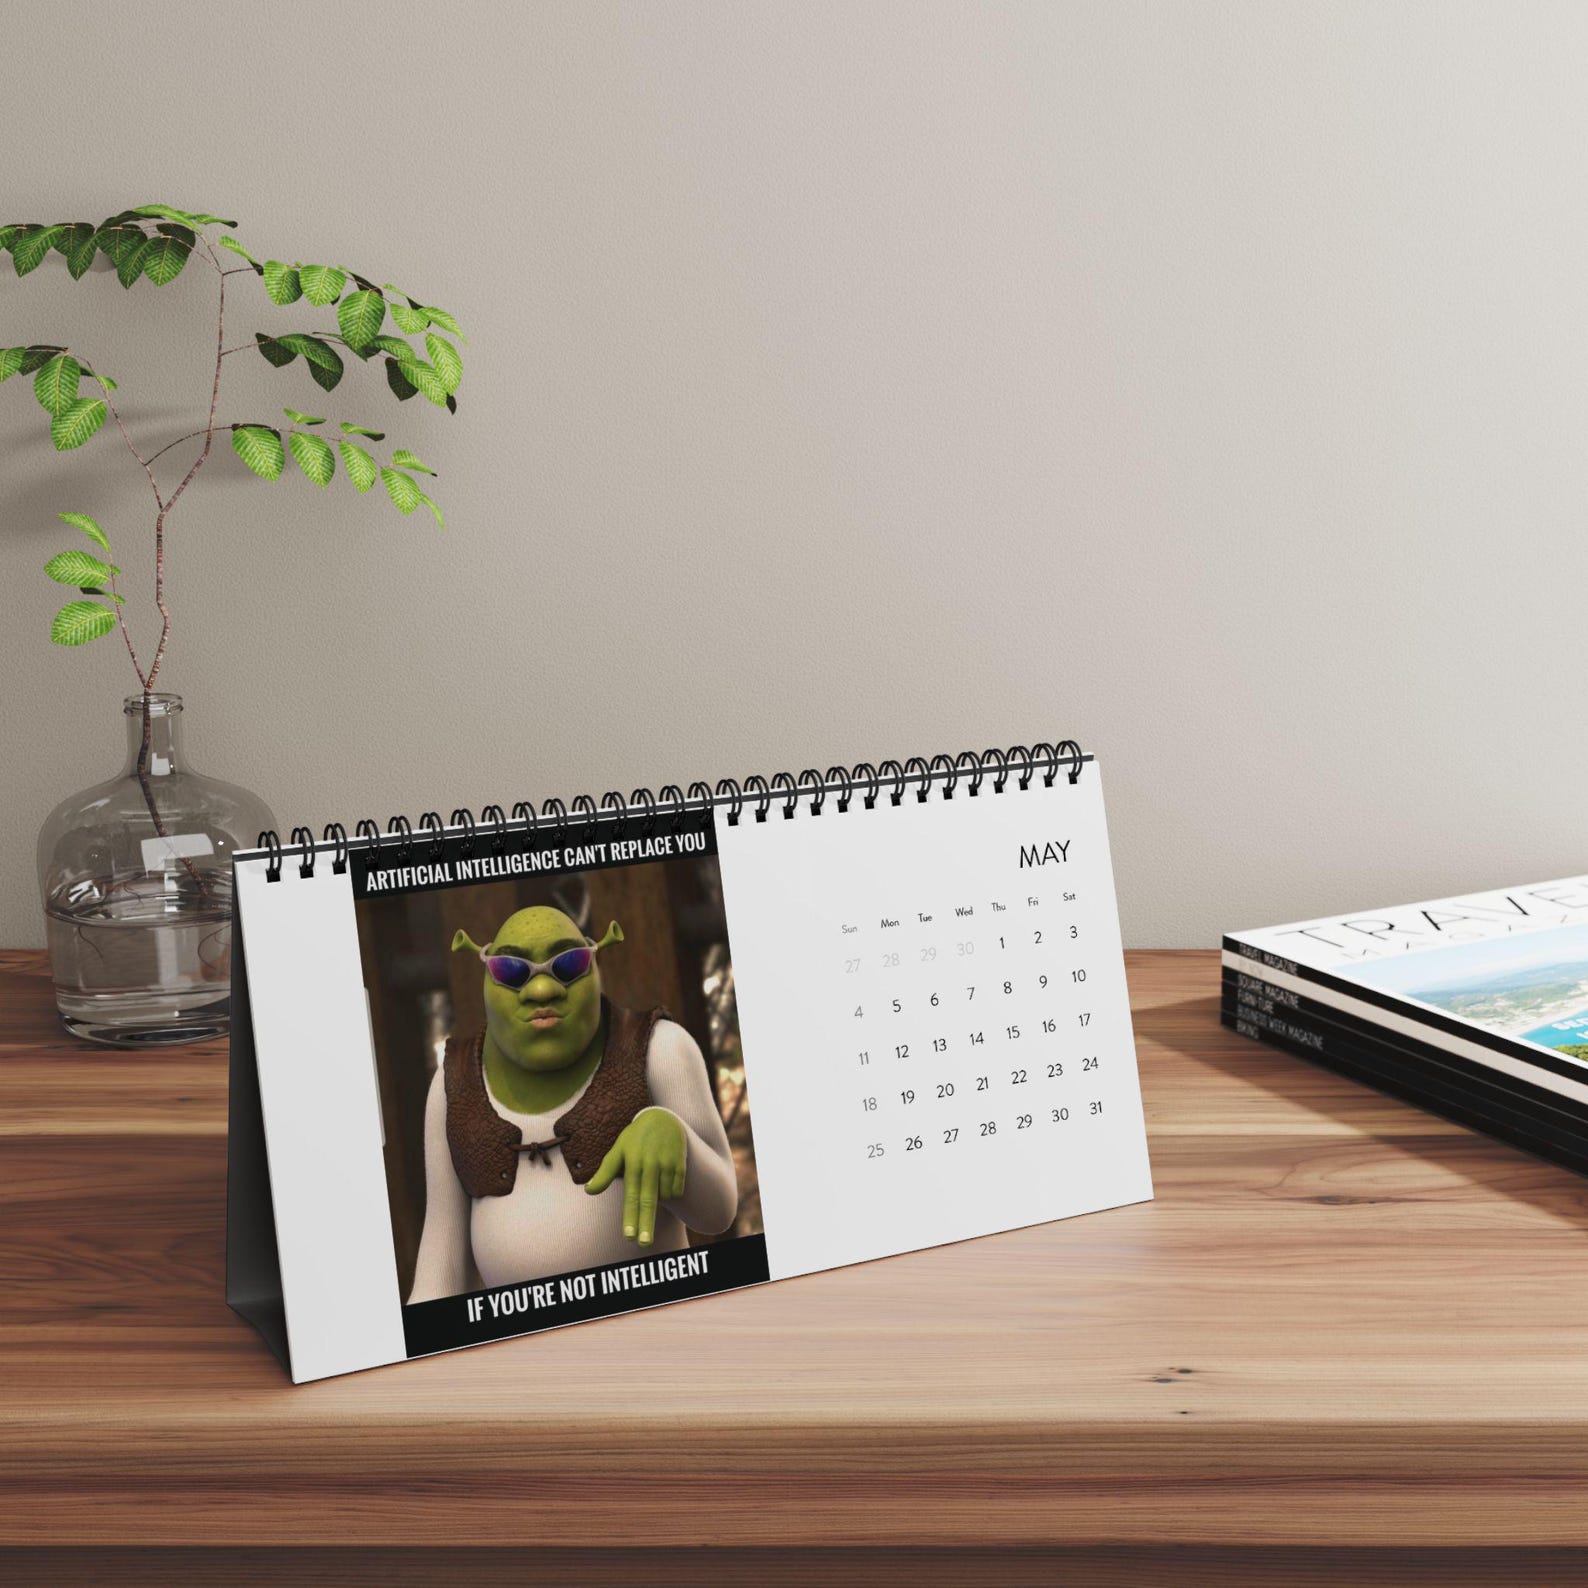 ARTIFICIAL INTELLIGENCE CAN'T REPLACE YOU
IF YOU'RE NOT INTELLIGENT
MAY
Sun Mon Tue Wed Thu Fri Sat
27 28 29 30 1 2 3
4 5 6 7 8 9 10
11 12 13 14 15 16 17
18 19 20 21 22 23 24
25 26 27 28 29 30 31
TRAVEL MAGAZINE
SQUARE MAGAZINE
FURNITURE
BUSINESS WEEK MAGAZINE
BIKING